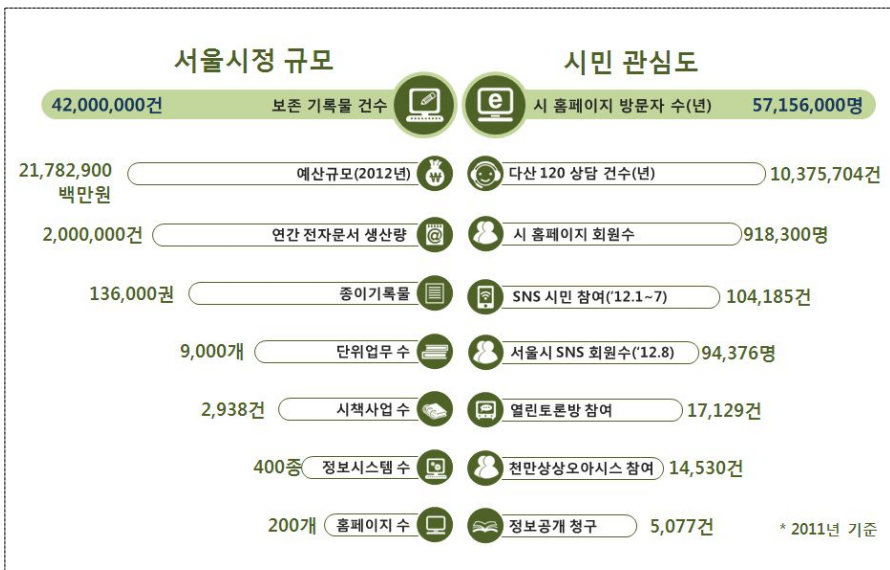 서울시정 규모
42,000,000건 보존 기록물 건수
21,782,900
백만원
예산규모(2012년)
2,000,000건 연간 전자문서 생산량
136,000권 종이기록물
9,000개 단위업무 수
2,938건 시책사업 수
400종 정보시스템 수
200개 홈페이지 수
시민 관심도
시 홈페이지 방문자 수(년) 57,156,000명
다산 120 상담 건수(년) 10,375,704건
시 홈페이지 회원수 918,300명
SNS 시민 참여('12.1~7) 104,185건
서울시 SNS 회원수('12.8) 94,376명
열린토론방 참여 17,129건
천만상상오아시스 참여 14,530건
정보공개 청구 5,077건
* 2011년 기준